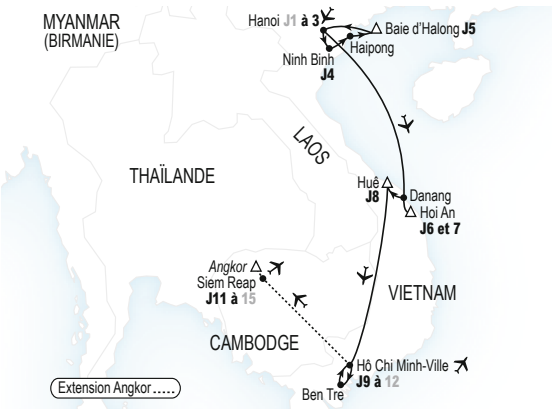 MYANMAR
(BIRMANIE)
Hanoi J1 à 3
Baie d'Halong J5
Haipong
Ninh Binh
J4
LAOS
THAÏLANDE
Huê
J8
Danang
Hoi An
J6 et 7
Angkor
Siem Reap
J11 à 15
VIETNAM
CAMBODGE
Hô Chi Minh-Ville
J9 à 12
Ben Tre
Extension Angkor.....